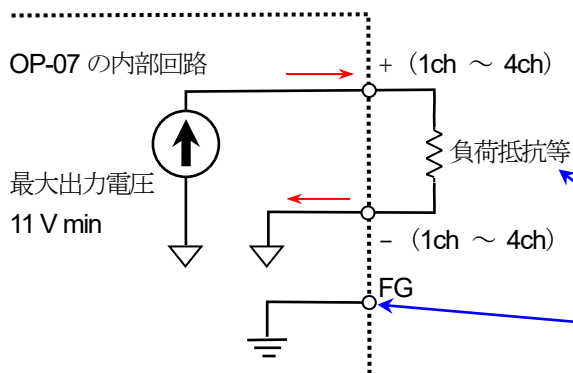 OP-07 の内部回路
+ （1ch ～ 4ch）
負荷抵抗等
最大出力電圧
11 V min
− （1ch ～ 4ch）
FG